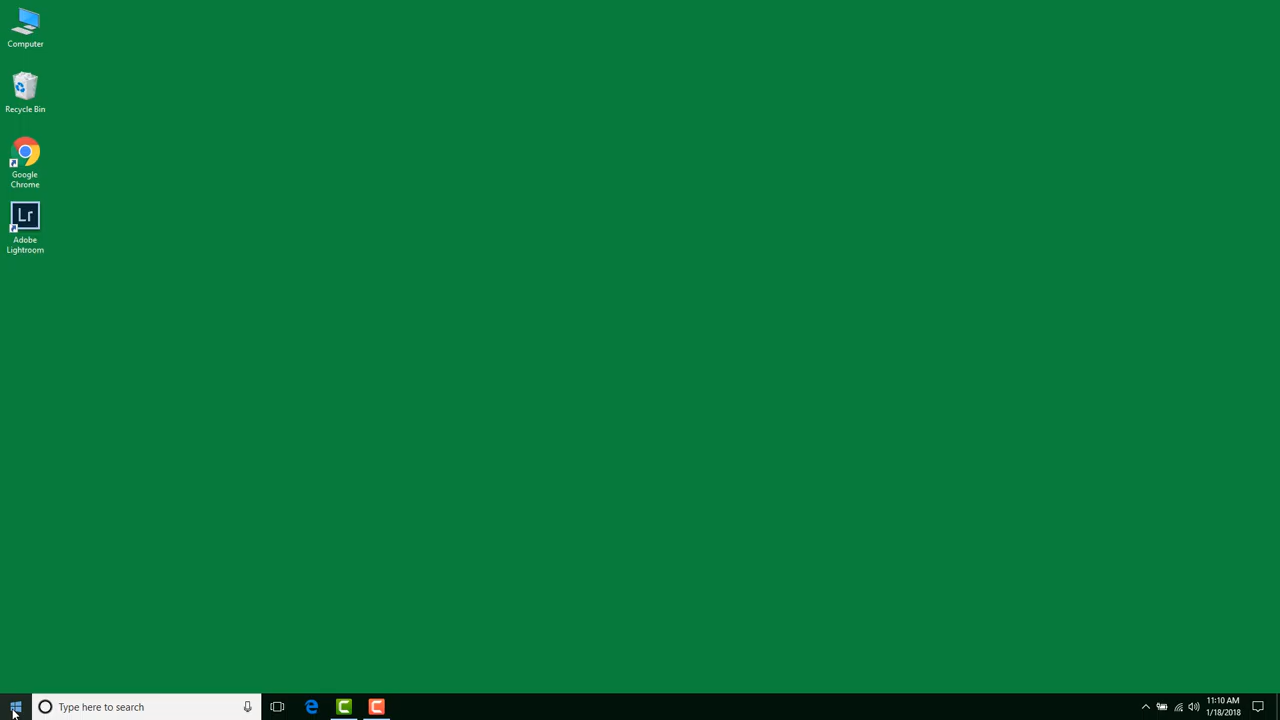 Computer
Recycle Bin
Google
Chrome
Lr
Adobe
Lightroom
Type here to search
11:10 AM
1/18/2018